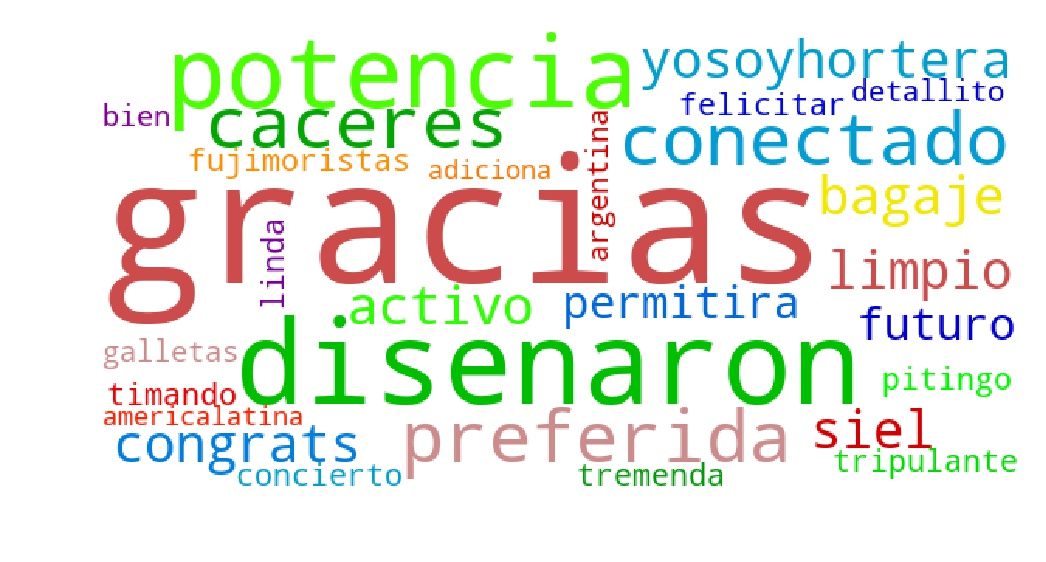 potencia
yosoyhortera
bien
caceres
felicitar
detallito
conectado
fujimoristas
adiciona
argentina
gracias
bagaje
linda
limpio
activo
permitira
futuro
galletas
disenaron
pitingo
timando
americalatina
congrats
preferida
siel
tripulante
concierto
tremenda